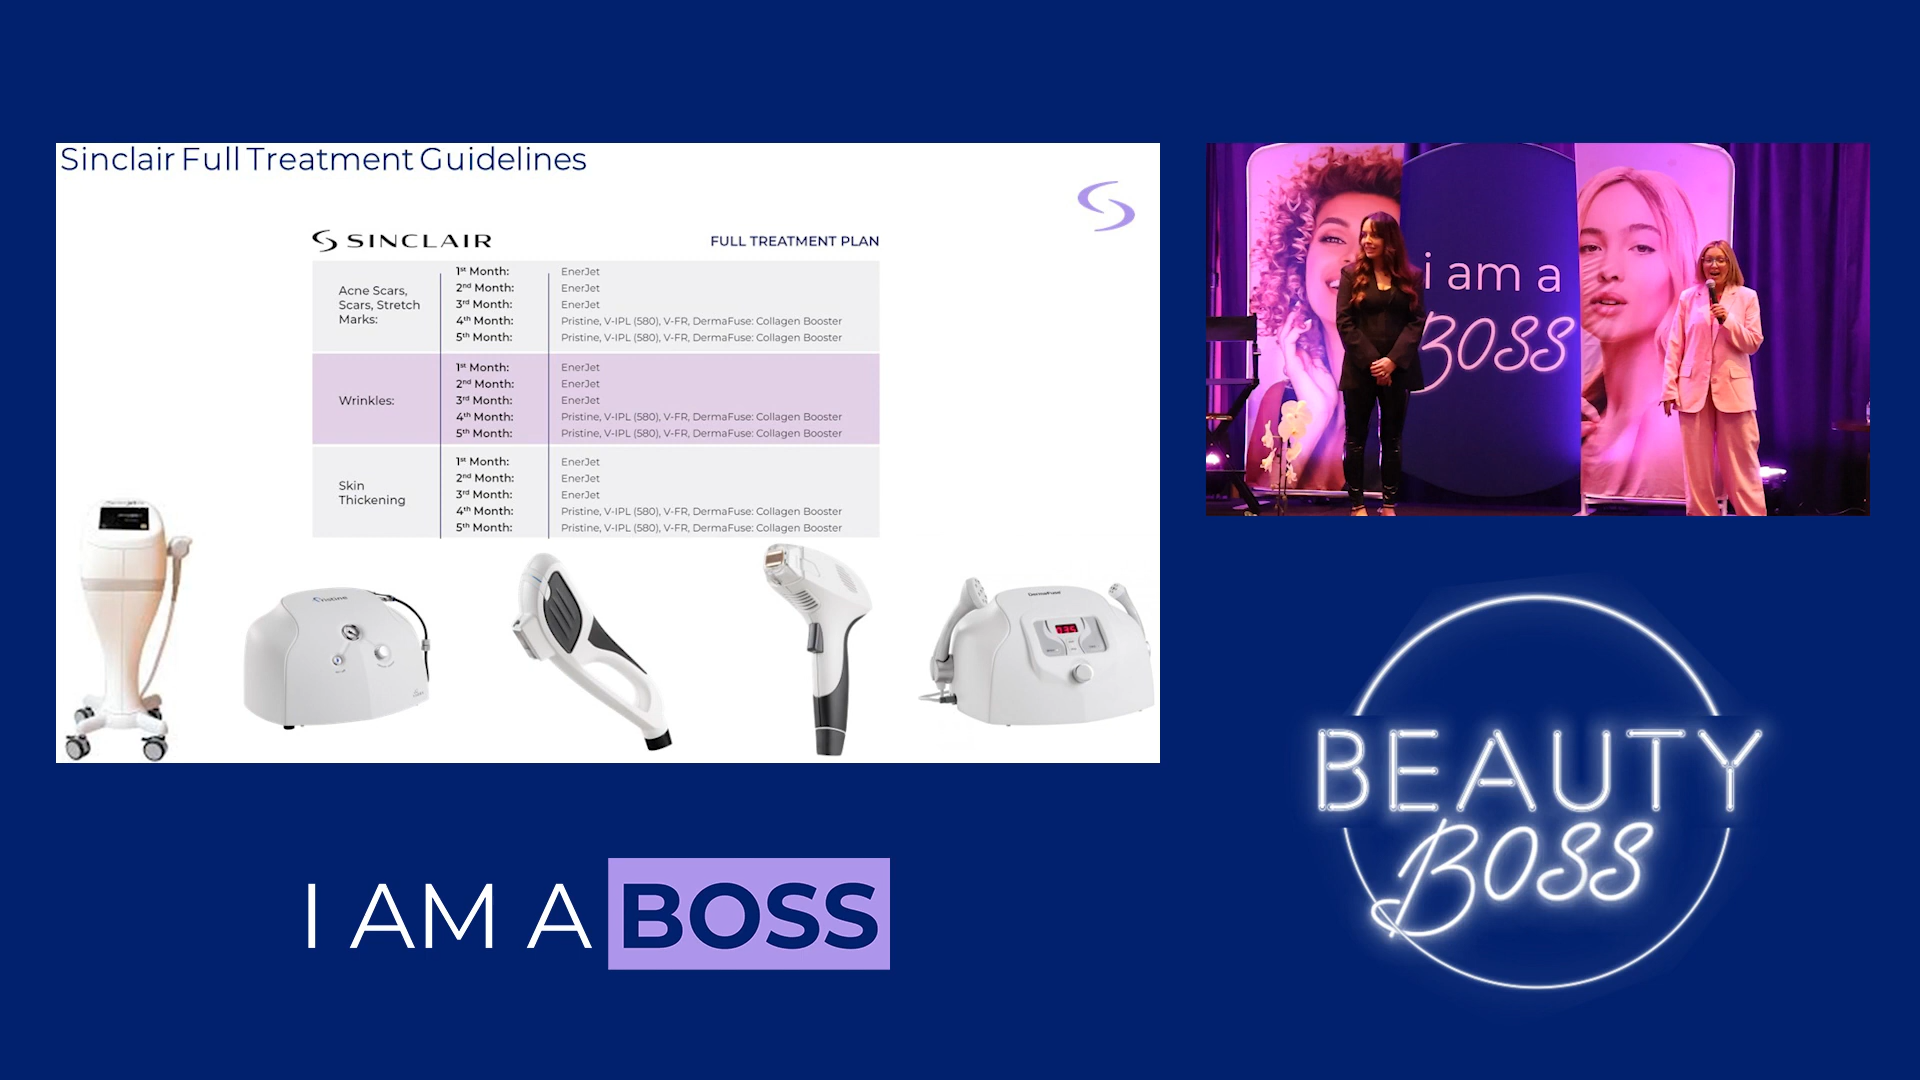 Sinclair Full Treatment Guidelines
SINCLAIR
FULL TREATMENT PLAN
Acne Scars,
Scars, Stretch
Marks:
1st Month: EnerJet
2nd Month: EnerJet
3rd Month: EnerJet
4th Month: Pristine, V-IPL (580), V-FR, DermaFuse: Collagen Booster
5th Month: Pristine, V-IPL (580), V-FR, DermaFuse: Collagen Booster
Wrinkles:
1st Month: EnerJet
2nd Month: EnerJet
3rd Month: EnerJet
4th Month: Pristine, V-IPL (580), V-FR, DermaFuse: Collagen Booster
5th Month: Pristine, V-IPL (580), V-FR, DermaFuse: Collagen Booster
Skin
Thickening
1st Month: EnerJet
2nd Month: EnerJet
3rd Month: EnerJet
4th Month: Pristine, V-IPL (580), V-FR, DermaFuse: Collagen Booster
5th Month: Pristine, V-IPL (580), V-FR, DermaFuse: Collagen Booster
Pristine
DermaFuse
i am a
BOSS
I AM A BOSS
BEAUTY
BOSS